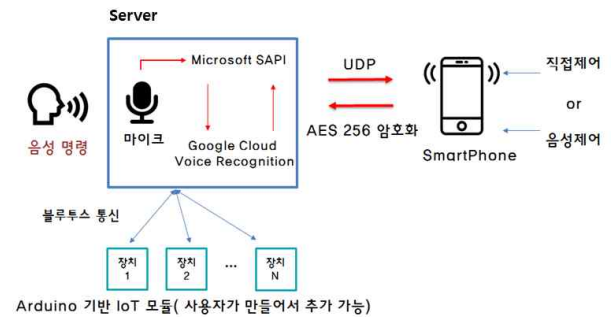 Server
Microsoft SAPI
마이크
Google Cloud
Voice Recognition
음성 명령
UDP
AES 256 암호화
SmartPhone
직접제어
or
음성제어
블루투스 통신
장치
1
장치
2
...
장치
N
Arduino 기반 IoT 모듈( 사용자가 만들어서 추가 가능)